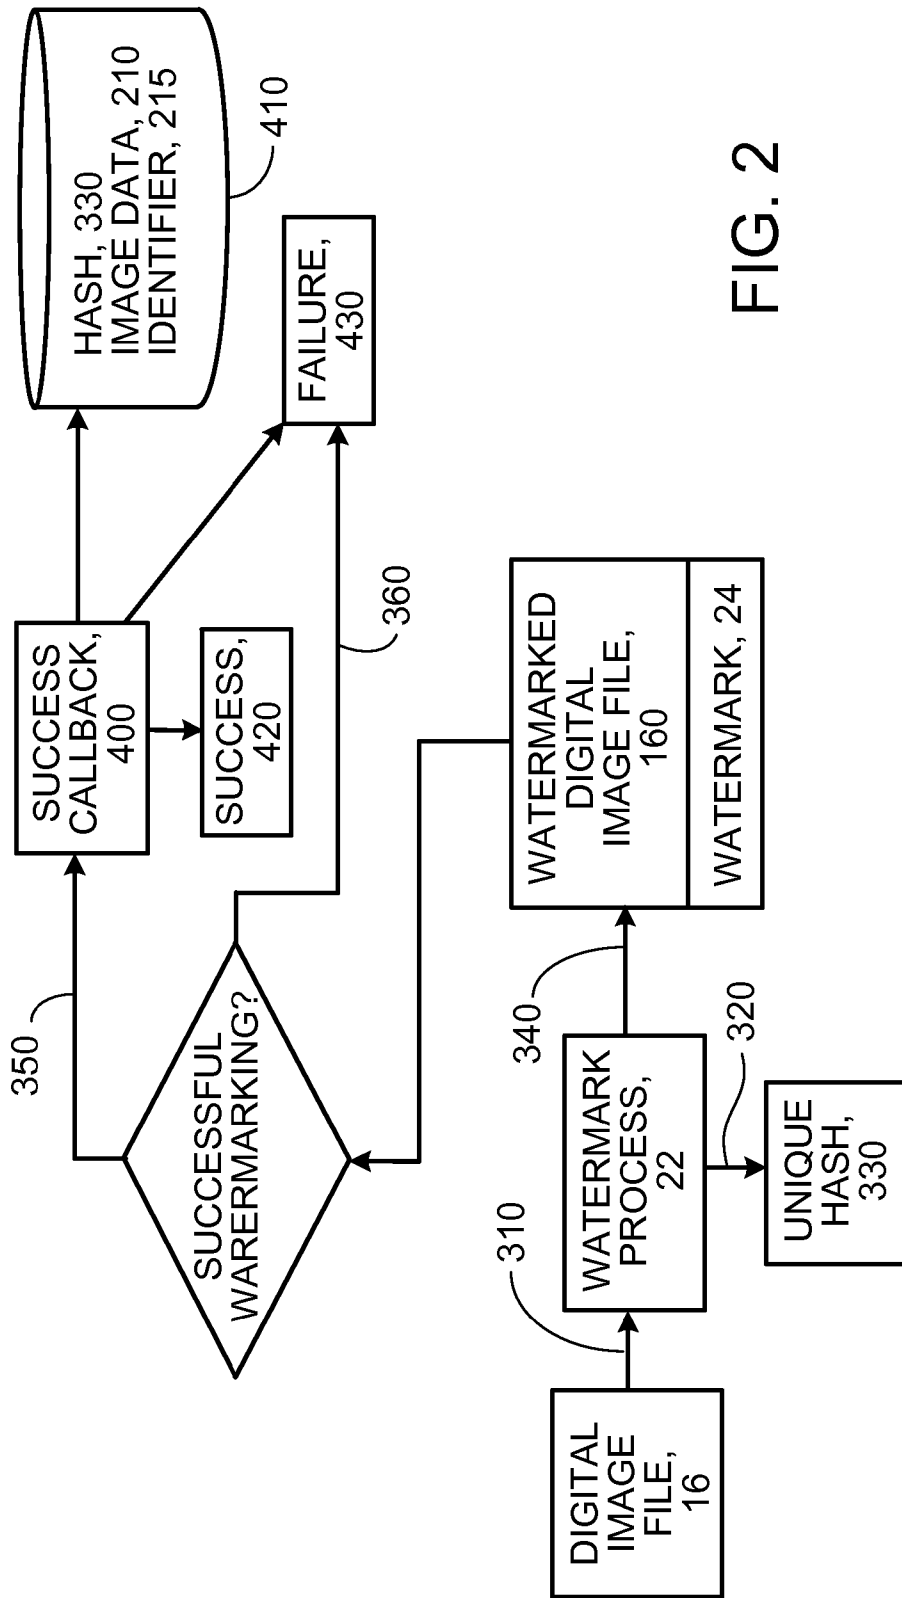 350
SUCCESS
CALLBACK,
400
HASH, 330
IMAGE DATA, 210
IDENTIFIER, 215
410
SUCCESSFUL
WARERMARKING?
SUCCESS,
420
FAILURE,
430
360
DIGITAL
IMAGE
FILE,
16
310
WATERMARK
PROCESS,
22
340
WATERMARKED
DIGITAL
IMAGE FILE,
160
WATERMARK, 24
320
UNIQUE
HASH,
330
FIG. 2